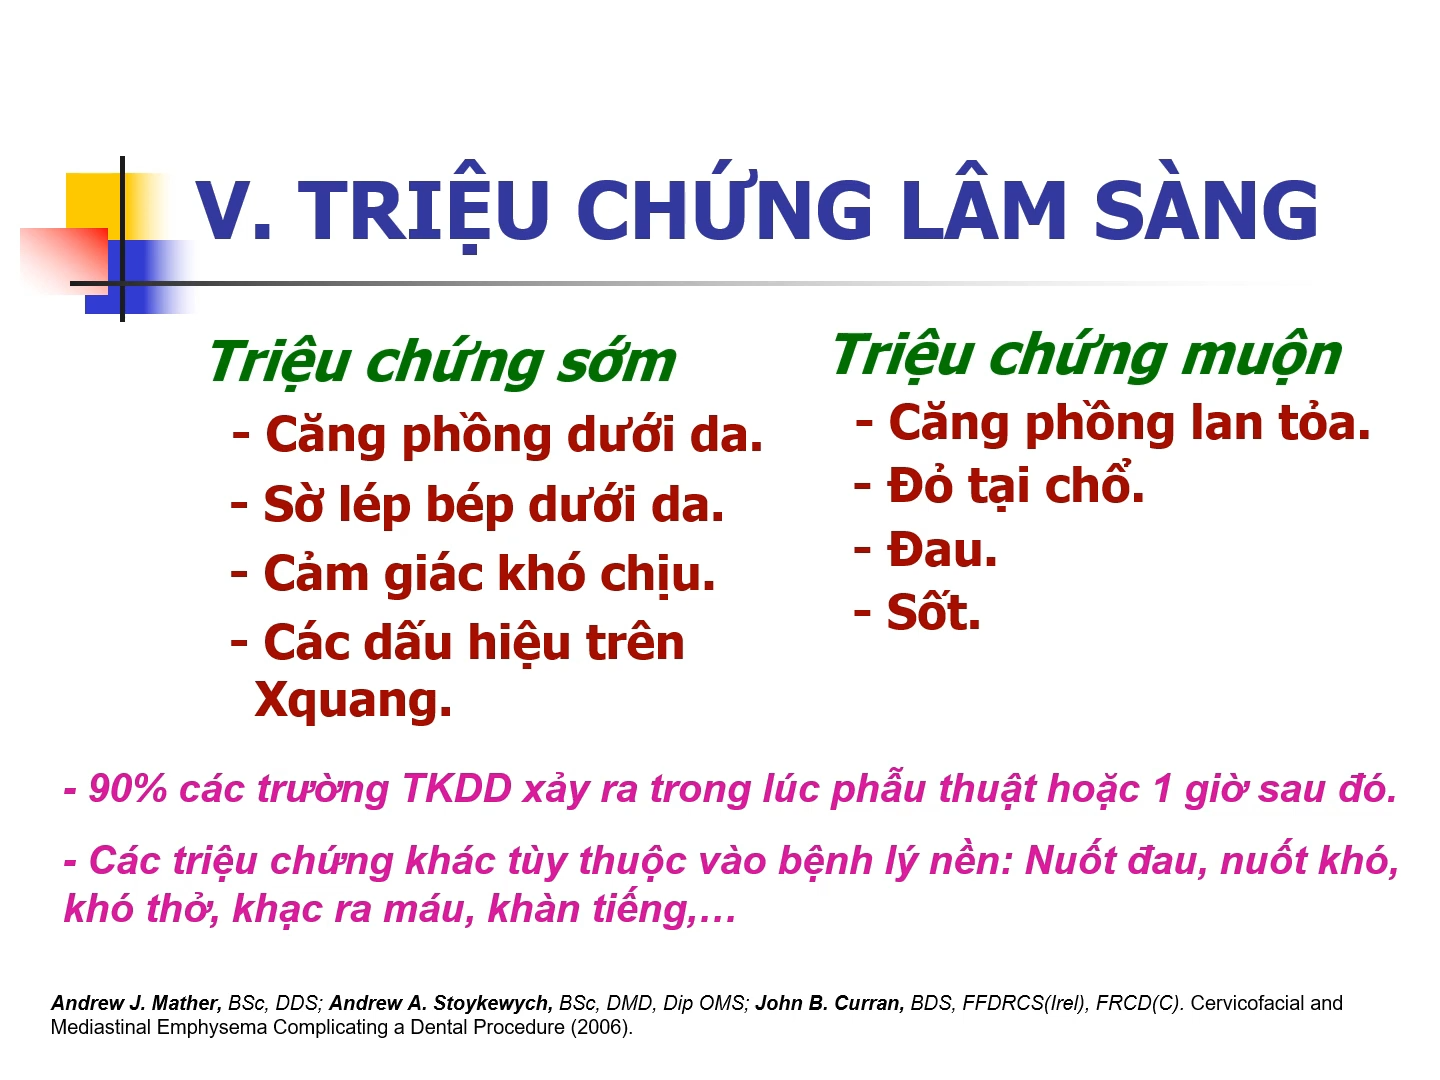 V. TRIỆU CHỨNG LÂM SÀNG
Triệu chứng sớm
- Căng phồng dưới da.
- Sờ lép bép dưới da.
- Cảm giác khó chịu.
- Các dấu hiệu trên
Xquang.
Triệu chứng muộn
- Căng phồng lan tỏa.
- Đỏ tại chổ.
- Đau.
- Sốt.
- 90% các trường TKDD xảy ra trong lúc phẫu thuật hoặc 1 giờ sau đó.
- Các triệu chứng khác tùy thuộc vào bệnh lý nền: Nuốt đau, nuốt khó,
khó thở, khạc ra máu, khàn tiếng,…
Andrew J. Mather, BSc, DDS; Andrew A. Stoykewych, BSc, DMD, Dip OMS; John B. Curran, BDS, FFDRCS(Irel), FRCD(C). Cervicofacial and
Mediastinal Emphysema Complicating a Dental Procedure (2006).